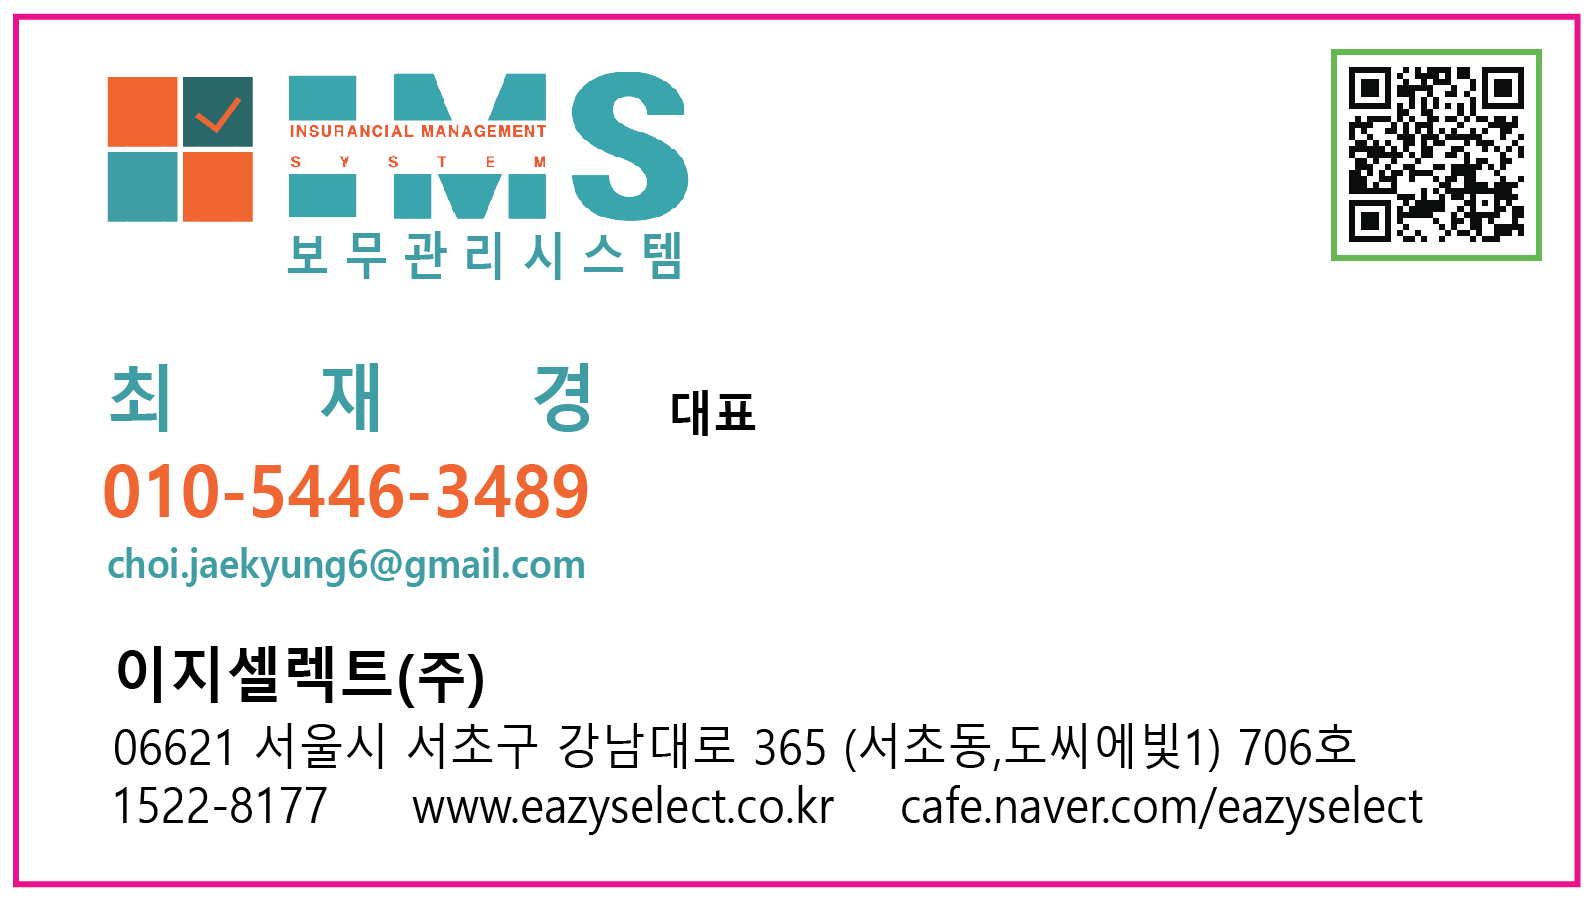 IMS
INSURANCIAL MANAGEMENT
SYSTEM
보무관리시스템
최재경 대표
010-5446-3489
choi.jaekyung6@gmail.com
이지셀렉트(주)
06621 서울시 서초구 강남대로 365 (서초동,도씨에빛1) 706호
1522-8177 www.eazyselect.co.kr cafe.naver.com/eazyselect